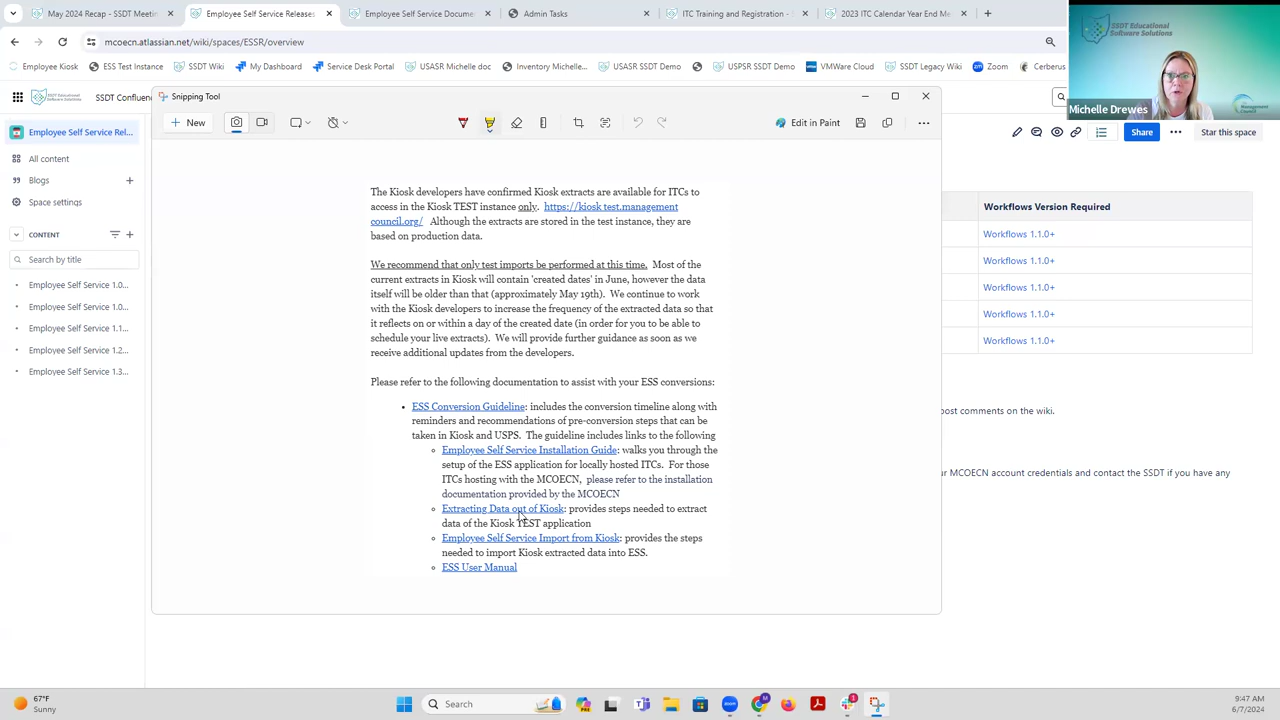 May 2024 Recap - SSDT Meetin
Employee Self Service Releases
Employee Self Service Docume
Admin Tasks
ITC Training and Registration -
2023 ITC Calendar Year End Me
mcoecn.atlassian.net/wiki/spaces/ESSR/overview
Employee Kiosk
ESS Test Instance
SSDT Wiki
My Dashboard
Service Desk Portal
USASR Michelle doc
Inventory Michelle...
USASR SSDT Demo
USPSR SSDT Demo
VMWare Cloud
SSDT Legacy Wiki
Zoom
Cerberus
SSDT Educational
Software Solutions
Management
Council
Michelle Drewes
SSDT Confluen
Snipping Tool
New
Edit in Paint
Employee Self Service Rel...
All content
Blogs
Space settings
CONTENT
Search by title
Employee Self Service 1.0...
Employee Self Service 1.0...
Employee Self Service 1.1...
Employee Self Service 1.2...
Employee Self Service 1.3...
The Kiosk developers have confirmed Kiosk extracts are available for ITCs to
access in the Kiosk TEST instance only. https://kiosk test.management
council.org/ Although the extracts are stored in the test instance, they are
based on production data.
We recommend that only test imports be performed at this time. Most of the
current extracts in Kiosk will contain 'created dates' in June, however the data
itself will be older than that (approximately May 19th). We continue to work
with the Kiosk developers to increase the frequency of the extracted data so that
it reflects on or within a day of the created date (in order for you to be able to
schedule your live extracts). We will provide further guidance as soon as we
receive additional updates from the developers.
Please refer to the following documentation to assist with your ESS conversions:
• ESS Conversion Guideline: includes the conversion timeline along with
reminders and recommendations of pre-conversion steps that can be
taken in Kiosk and USPS. The guideline includes links to the following
Employee Self Service Installation Guide: walks you through the
setup of the ESS application for locally hosted ITCs. For those
ITCs hosting with the MCOECN, please refer to the installation
documentation provided by the MCOECN
Extracting Data out of Kiosk: provides steps needed to extract
data of the Kiosk TEST application
Employee Self Service Import from Kiosk: provides the steps
needed to import Kiosk extracted data into ESS.
ESS User Manual
Share
Star this space
Workflows Version Required
Workflows 1.1.0+
Workflows 1.1.0+
Workflows 1.1.0+
Workflows 1.1.0+
Workflows 1.1.0+
post comments on the wiki.
ur MCOECN account credentials and contact the SSDT if you have any
67°F
Sunny
Search
9:47 AM
6/7/2024